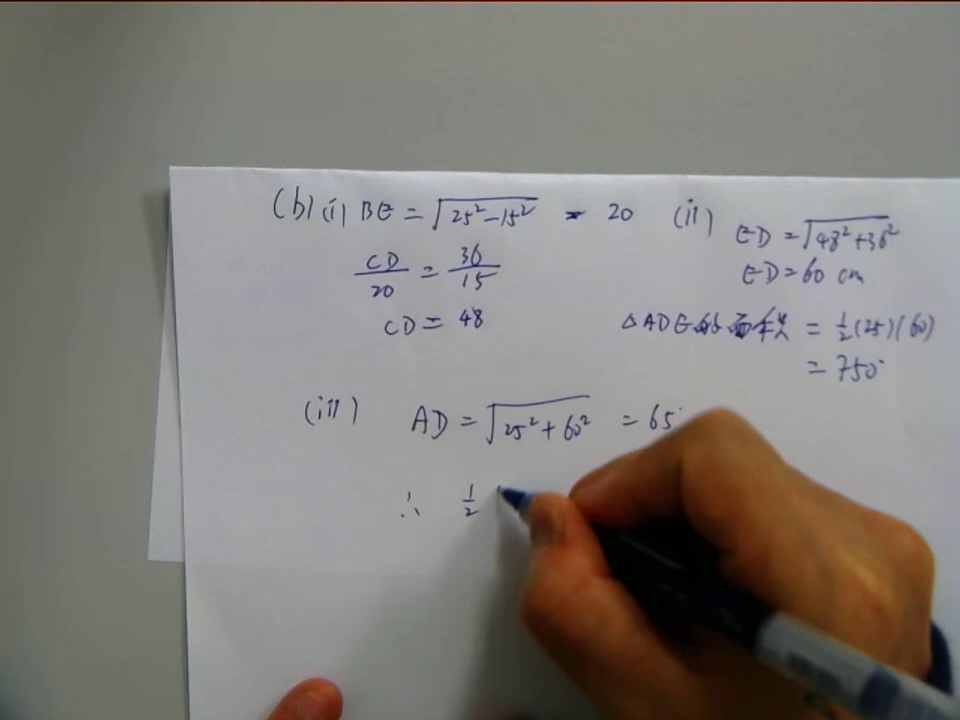 (b)(i) BE = √25²-15² = 20
CD/20 = 36/15
CD = 48
(ii) ED = √48²+36²
ED = 60 cm
△ADE的面积 = 1/2(25)(60)
= 750
(iii) AD = √25²+60² = 65
∴ 1/2